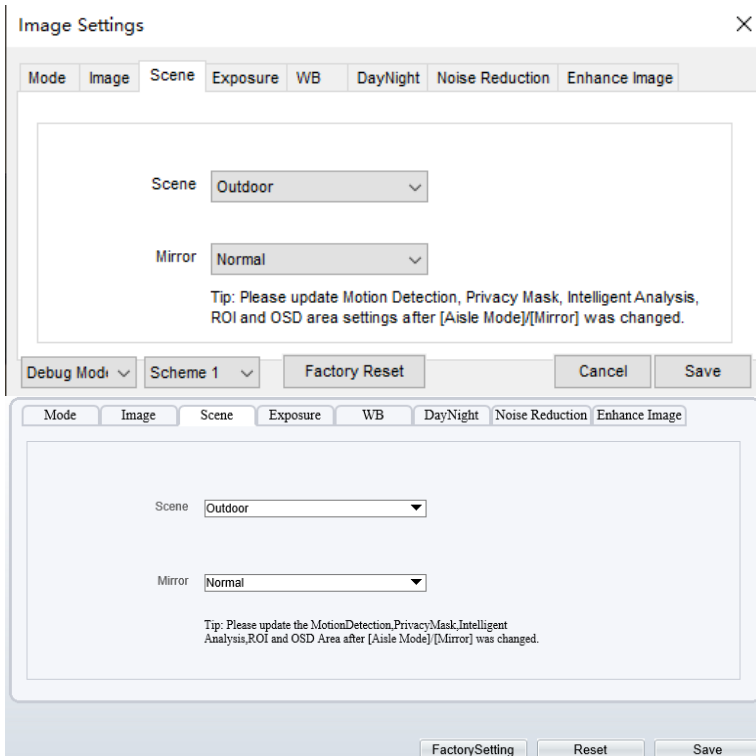 Image Settings
Mode Image Scene Exposure WB DayNight Noise Reduction Enhance Image
Scene Outdoor
Mirror Normal
Tip: Please update Motion Detection, Privacy Mask, Intelligent Analysis,
ROI and OSD area settings after [Aisle Mode]/[Mirror] was changed.
Debug Mod Scheme 1 Factory Reset Cancel Save
Mode Image Scene Exposure WB DayNight Noise Reduction Enhance Image
Scene Outdoor
Mirror Normal
Tip: Please update the MotionDetection,PrivacyMask,Intelligent
Analysis,ROI and OSD Area after [Aisle Mode]/[Mirror] was changed.
FactorySetting Reset Save